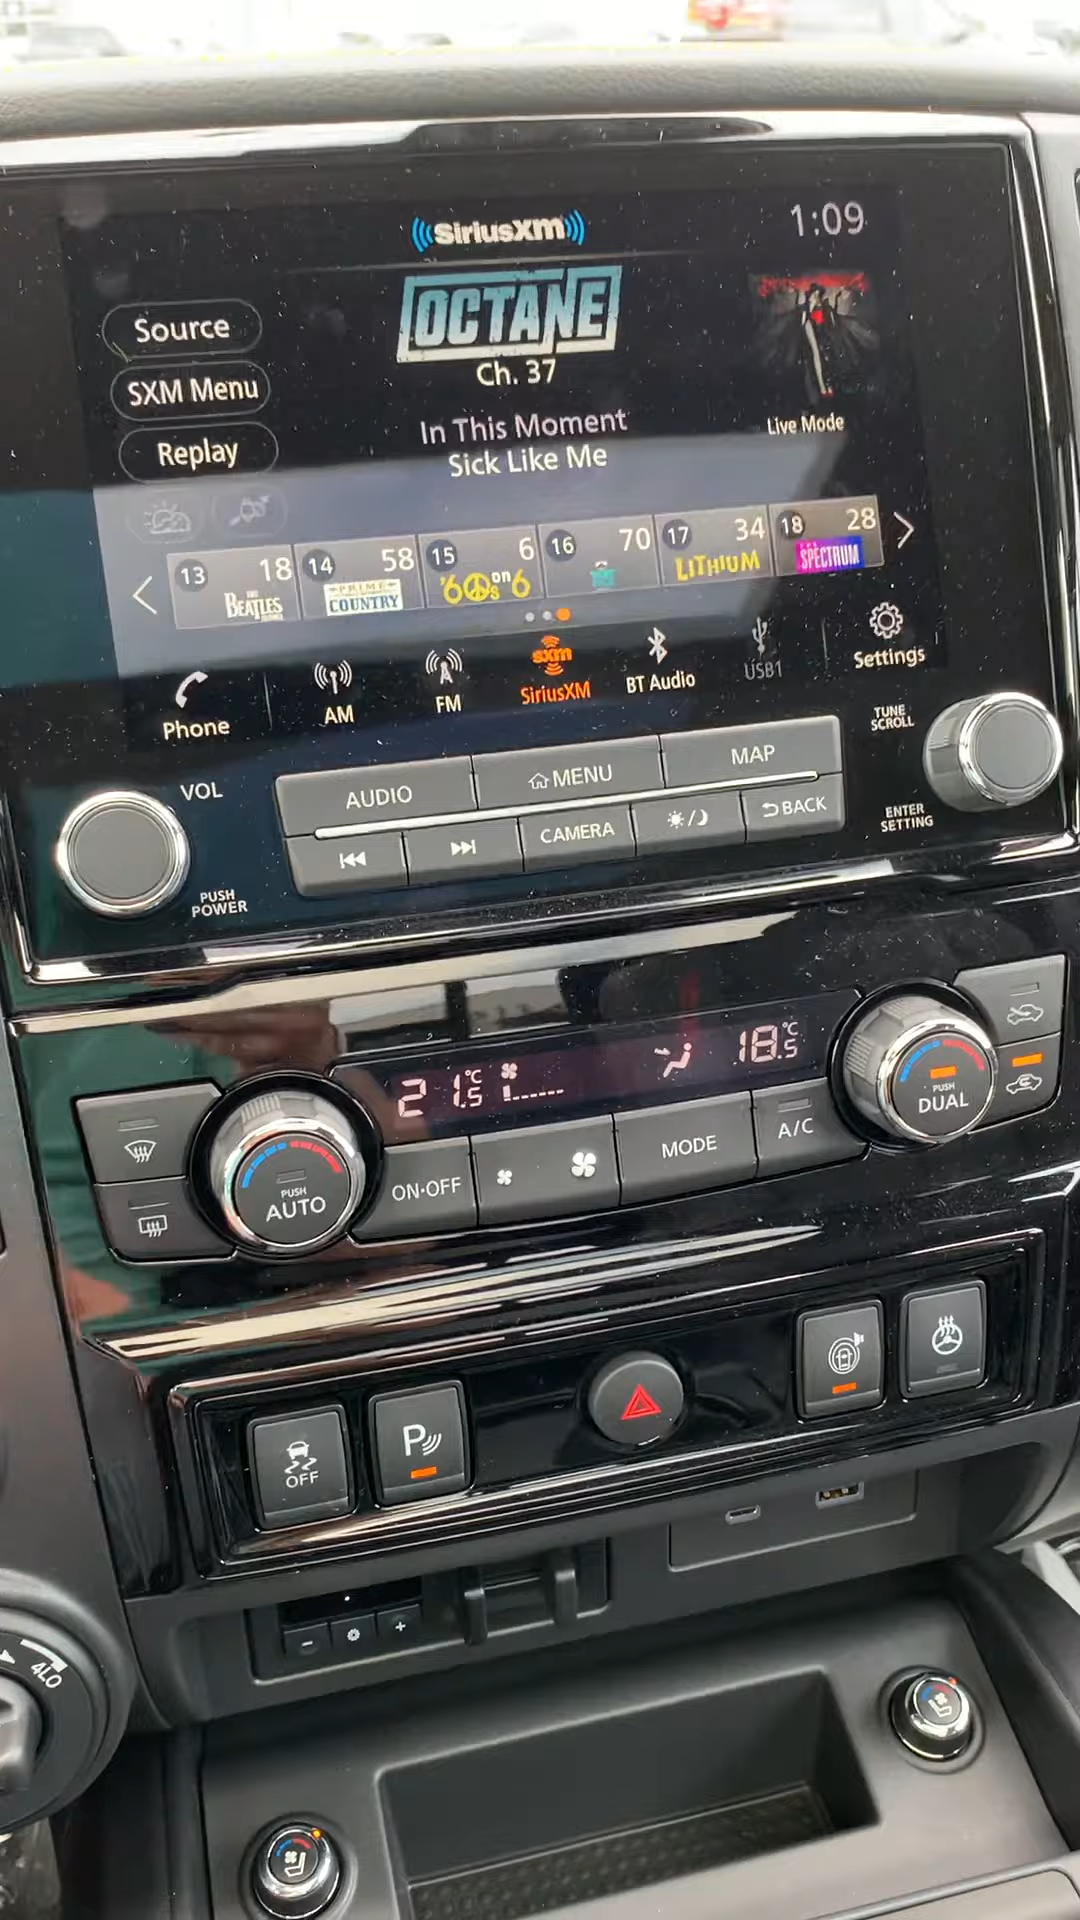 SiriusXM
1:09
Source
OCTANE
SXM Menu
Ch. 37
Replay
In This Moment
Sick Like Me
Live Mode
13 18
THE BEATLES
14 58
PRIME COUNTRY
15 6
'60s on 6
16 70
17 34
LITHIUM
18 28
SPECTRUM
Phone
AM
FM
sxm
SiriusXM
BT Audio
USB1
Settings
TUNE
SCROLL
VOL
AUDIO
MENU
MAP
CAMERA
BACK
ENTER
SETTING
PUSH
POWER
21.5°C
18.5°C
PUSH
DUAL
PUSH
AUTO
ON•OFF
MODE
A/C
OFF
P
- +
4LO